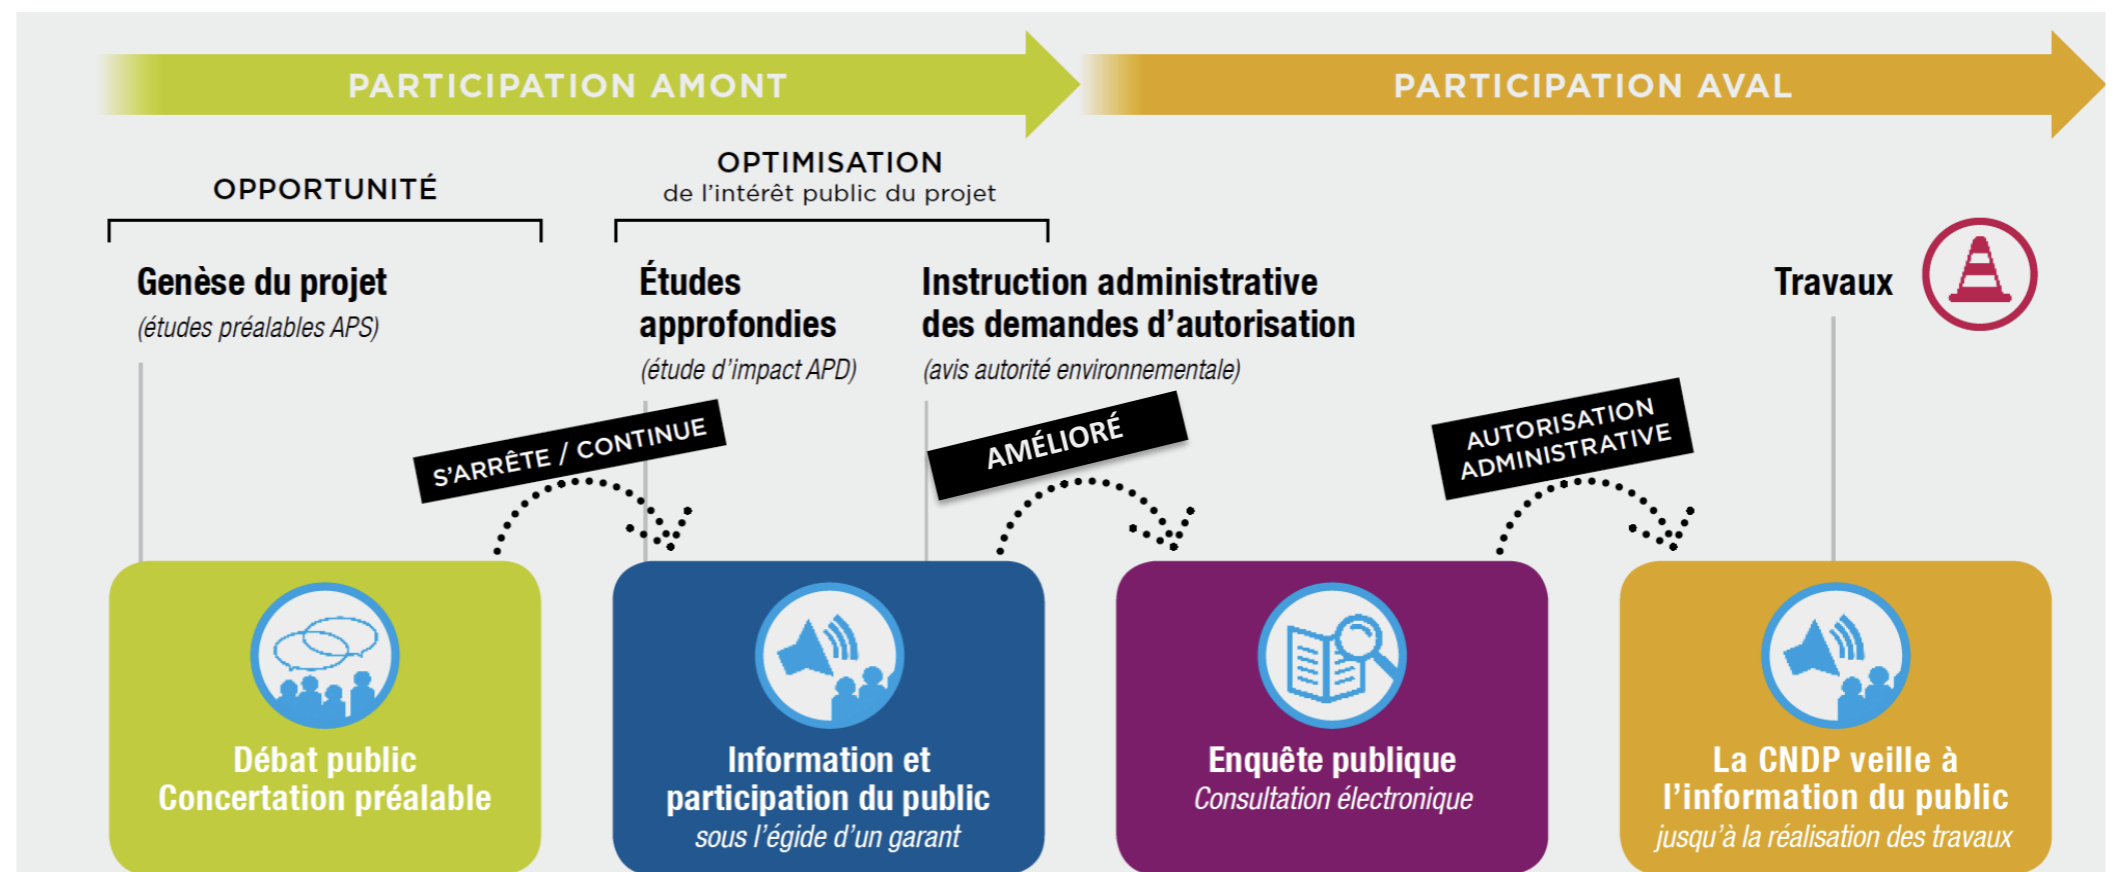 PARTICIPATION AMONT
PARTICIPATION AVAL
OPPORTUNITÉ
OPTIMISATION
de l'intérêt public du projet
Genèse du projet
(études préalables APS)
Études
approfondies
(étude d'impact APD)
Instruction administrative
des demandes d'autorisation
(avis autorité environnementale)
Travaux
S'ARRÊTE / CONTINUE
AMÉLIORÉ
AUTORISATION
ADMINISTRATIVE
Débat public
Concertation préalable
Information et
participation du public
sous l'égide d'un garant
Enquête publique
Consultation électronique
La CNDP veille à
l'information du public
jusqu'à la réalisation des travaux